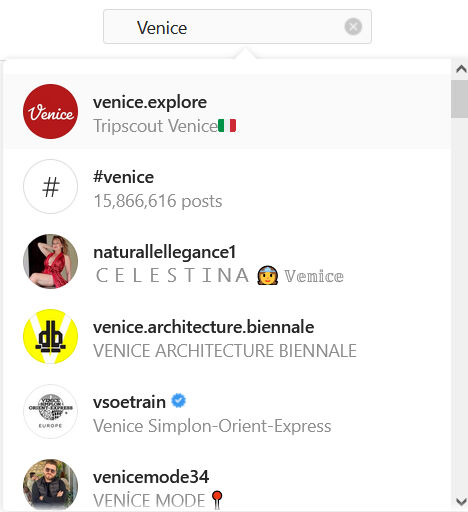 Venice
Venice
venice.explore
Tripscout Venice🇮🇹
#
#venice
15,866,616 posts
naturallellegance1
ＣＥＬＥＳＴＩＮＡ 👩‍🚀 𝕍𝕖𝕟𝕚𝕔𝕖
db
venice.architecture.biennale
VENICE ARCHITECTURE BIENNALE
VENICE
SIMPLON
ORIENT-EXPRESS
EUROPE
vsoetrain
Venice Simplon-Orient-Express
venicemode34
VENİCE MODE📍